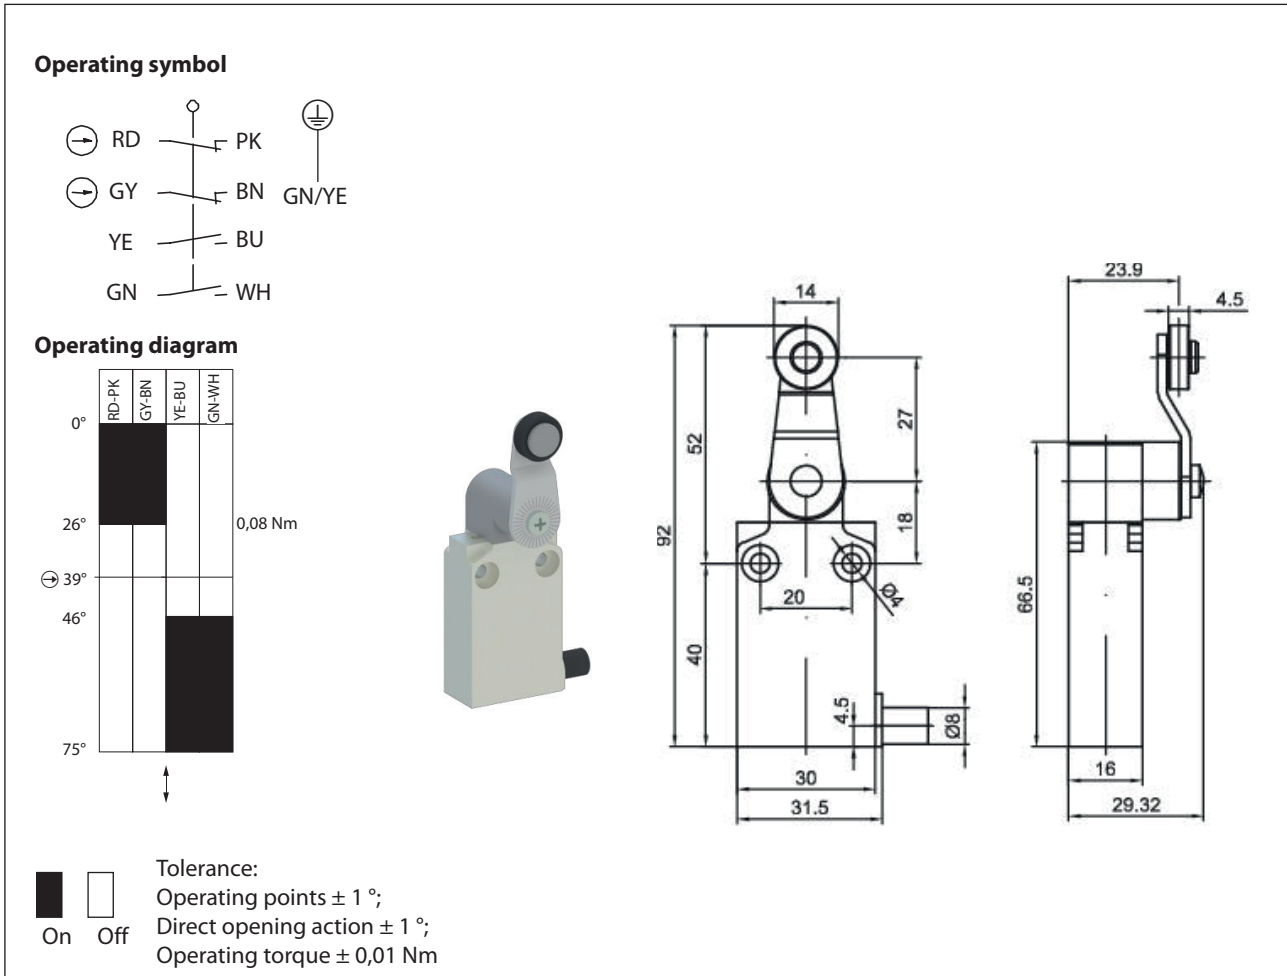 Operating symbol
RD PK
GY BN GN/YE
YE BU
GN WH
Operating diagram
RD-PK
GY-BN
YE-BU
GN-WH
0°
26° 0,08 Nm
39°
46°
75°
On Off
Tolerance:
Operating points ± 1 °;
Direct opening action ± 1 °;
Operating torque ± 0,01 Nm
14
52
92
27
18
20
Ø4
40
4.5
Ø8
30
31.5
23.9
4.5
66.5
16
29.32